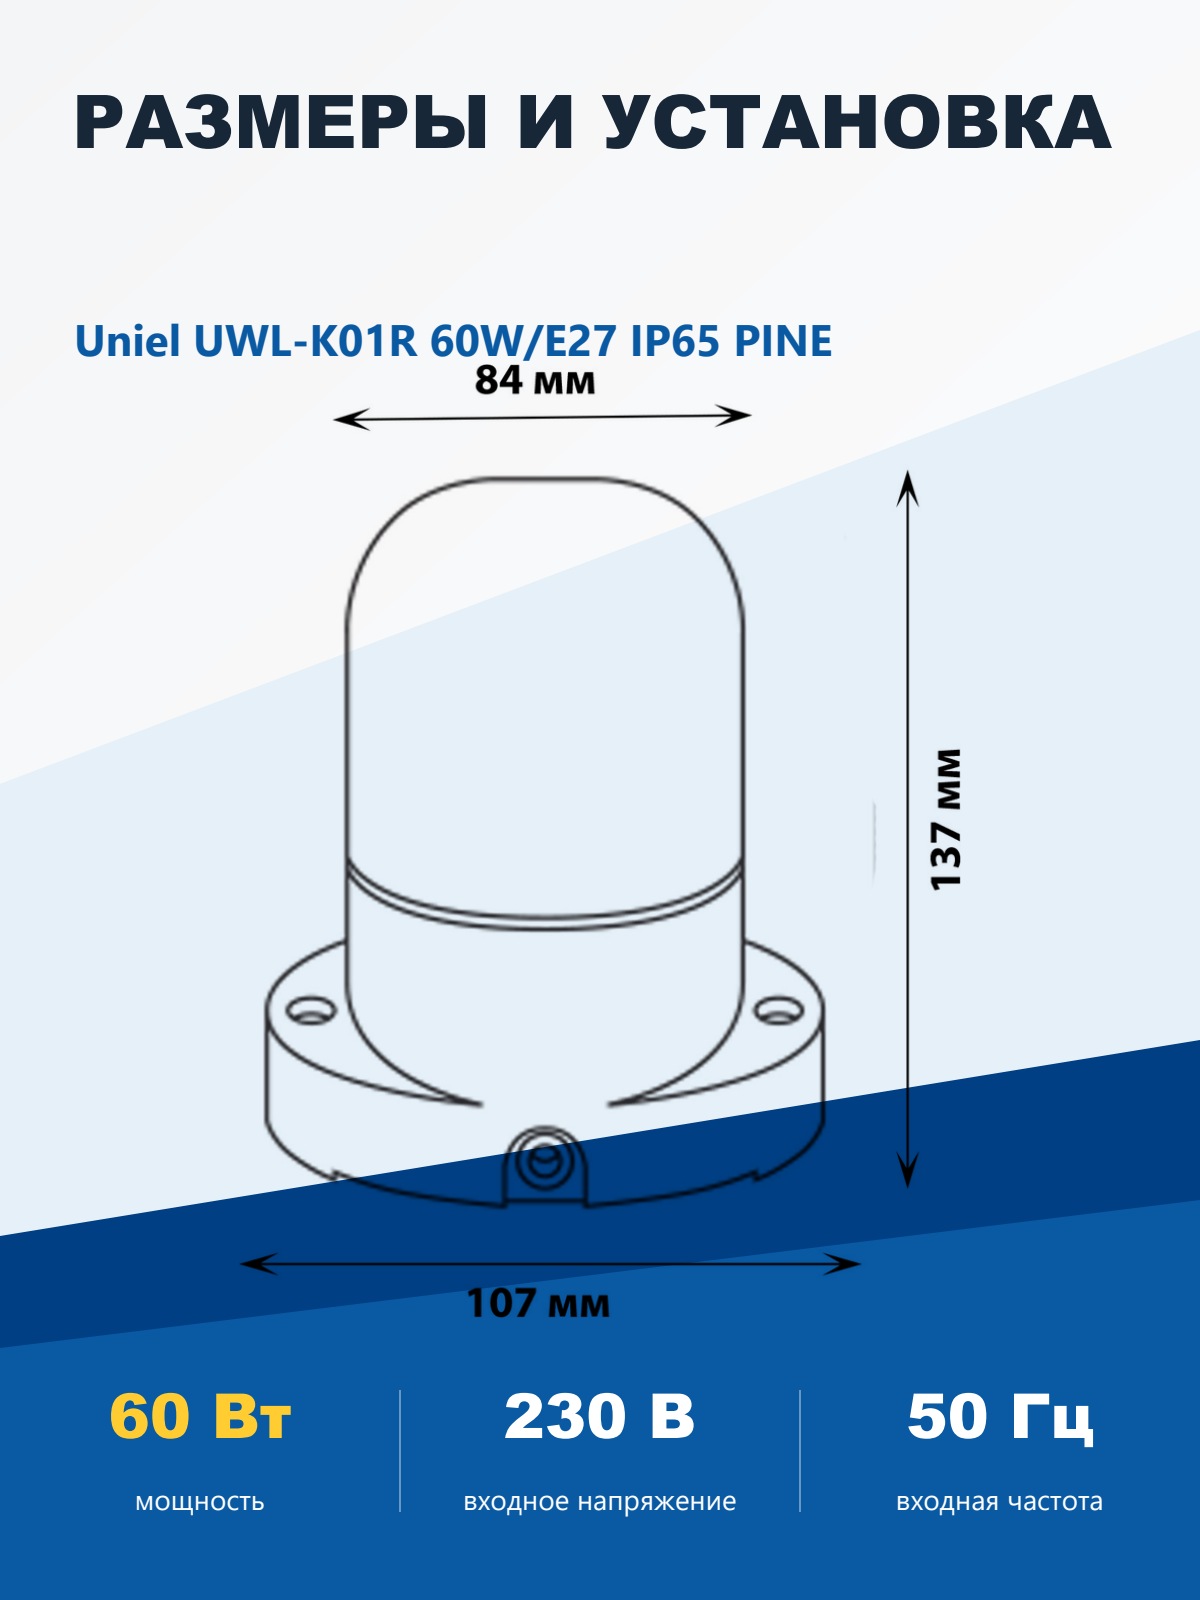 РАЗМЕРЫ И УСТАНОВКА
Uniel UWL-K01R 60W/E27 IP65 PINE
84 мм
137 мм
107 мм
60 Вт
230 В
50 Гц
мощность
входное напряжение
входная частота